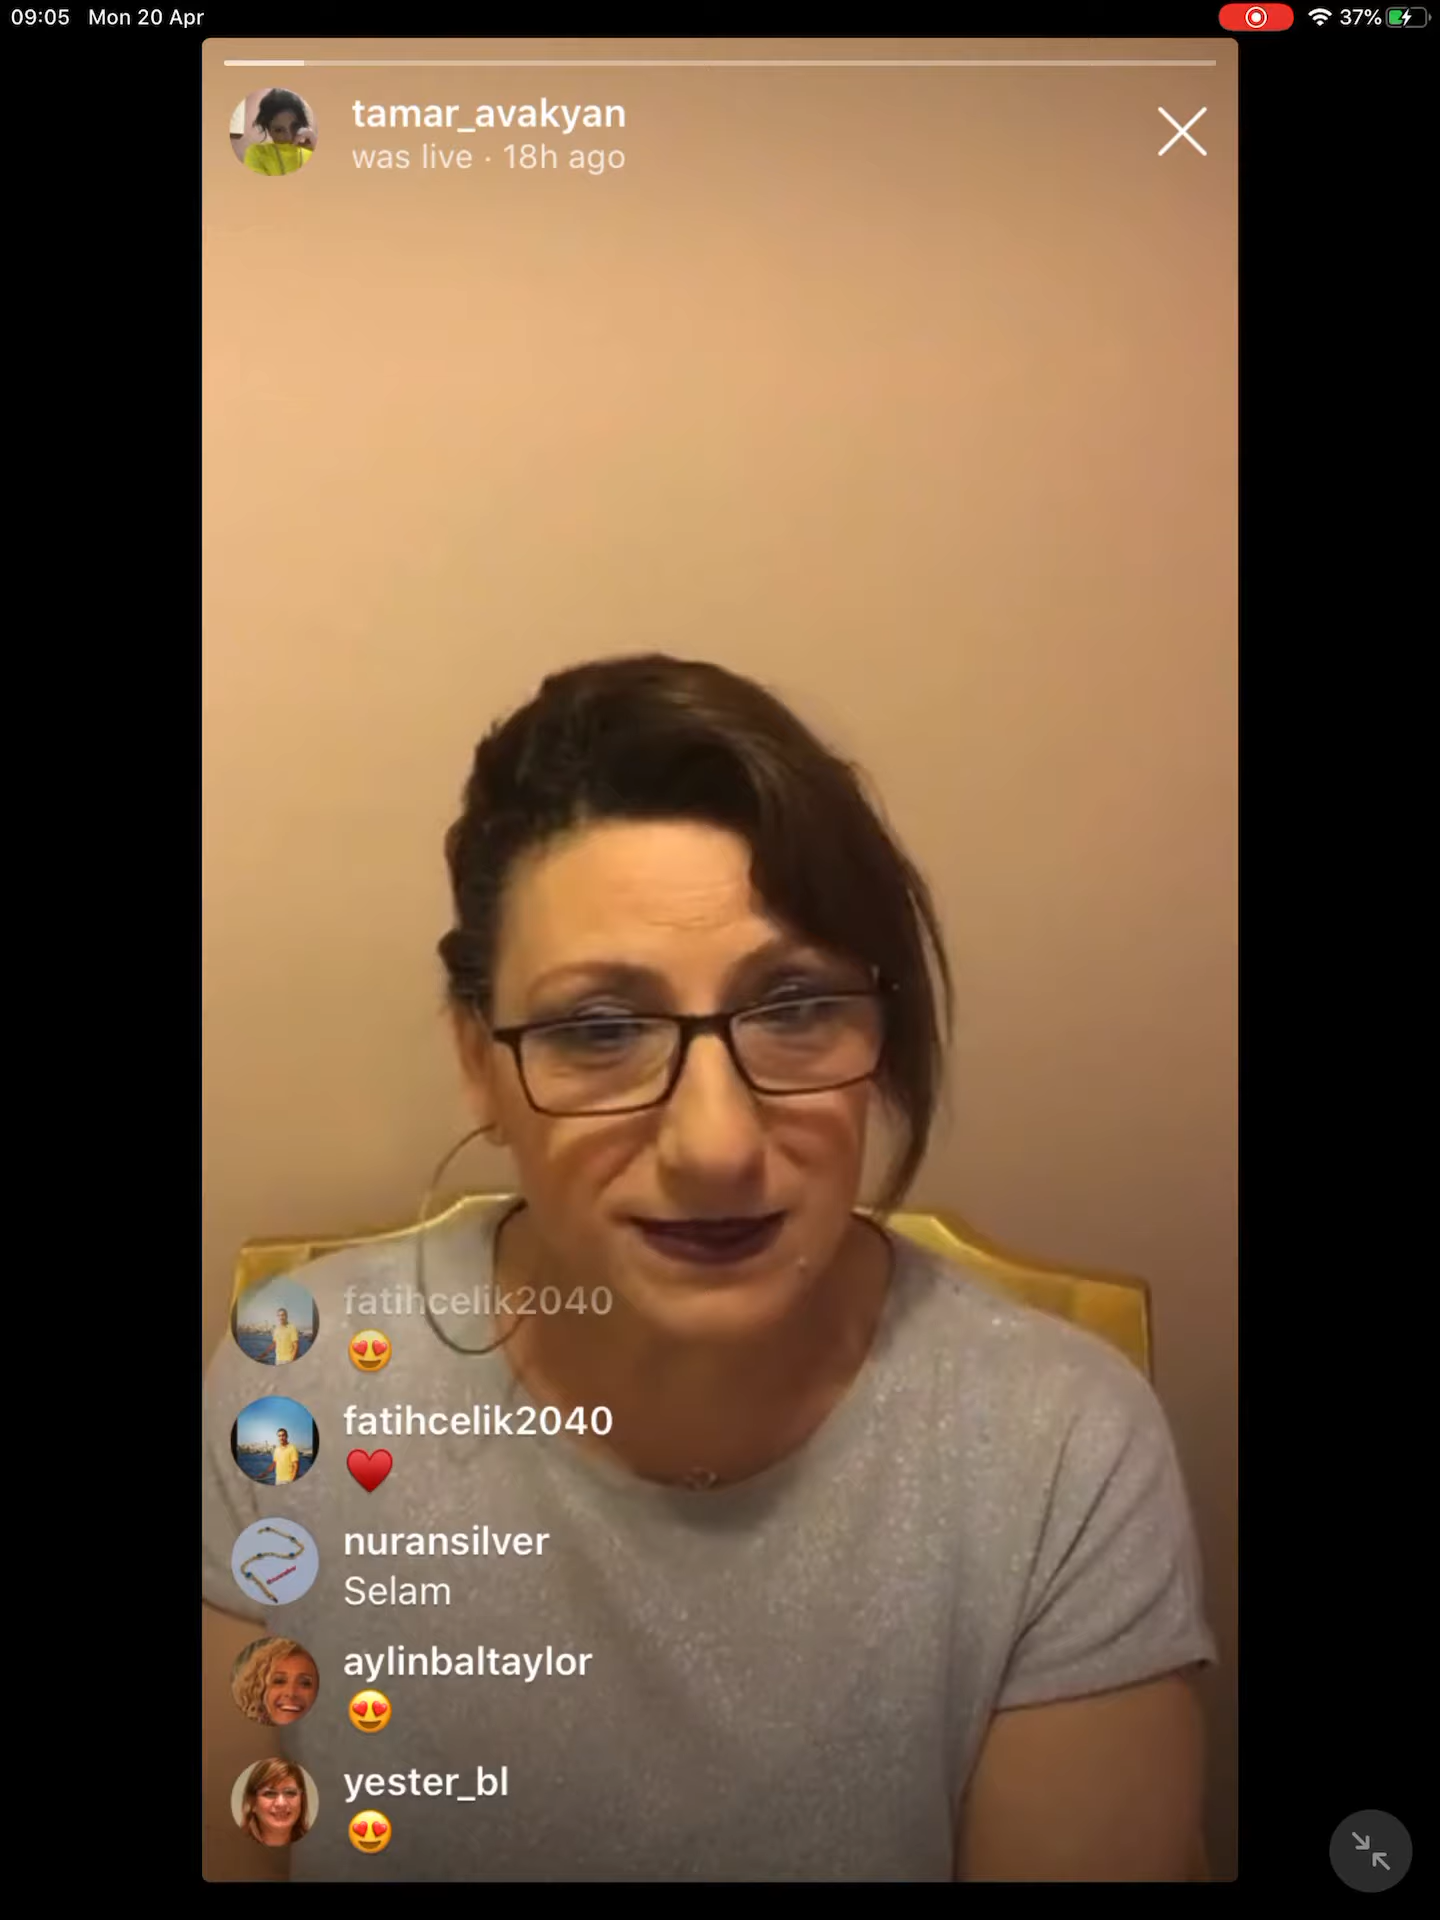 09:05 Mon 20 Apr 37%
tamar_avakyan
was live · 18h ago
fatihcelik2040
😍
fatihcelik2040
♥️
nuransilver
Selam
aylinbaltaylor
😍
yester_bl
😍